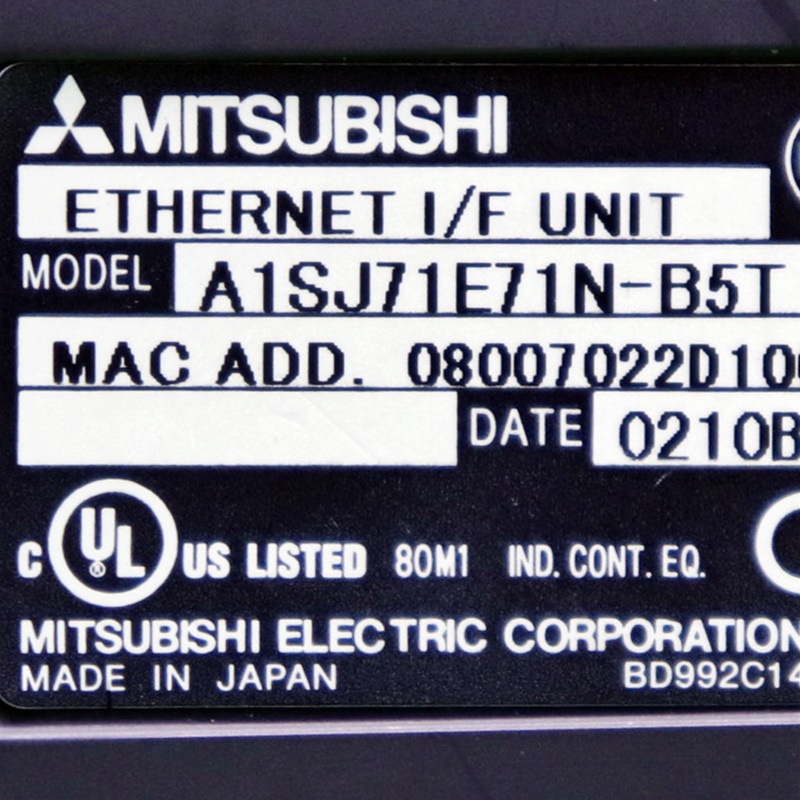 MITSUBISHI
ETHERNET I/F UNIT
MODEL A1SJ71E71N-B5T
MAC ADD. 08007022D10
DATE 0210B
C UL ® US LISTED 80M1 IND. CONT. EQ.
MITSUBISHI ELECTRIC CORPORATION
MADE IN JAPAN BD992C14